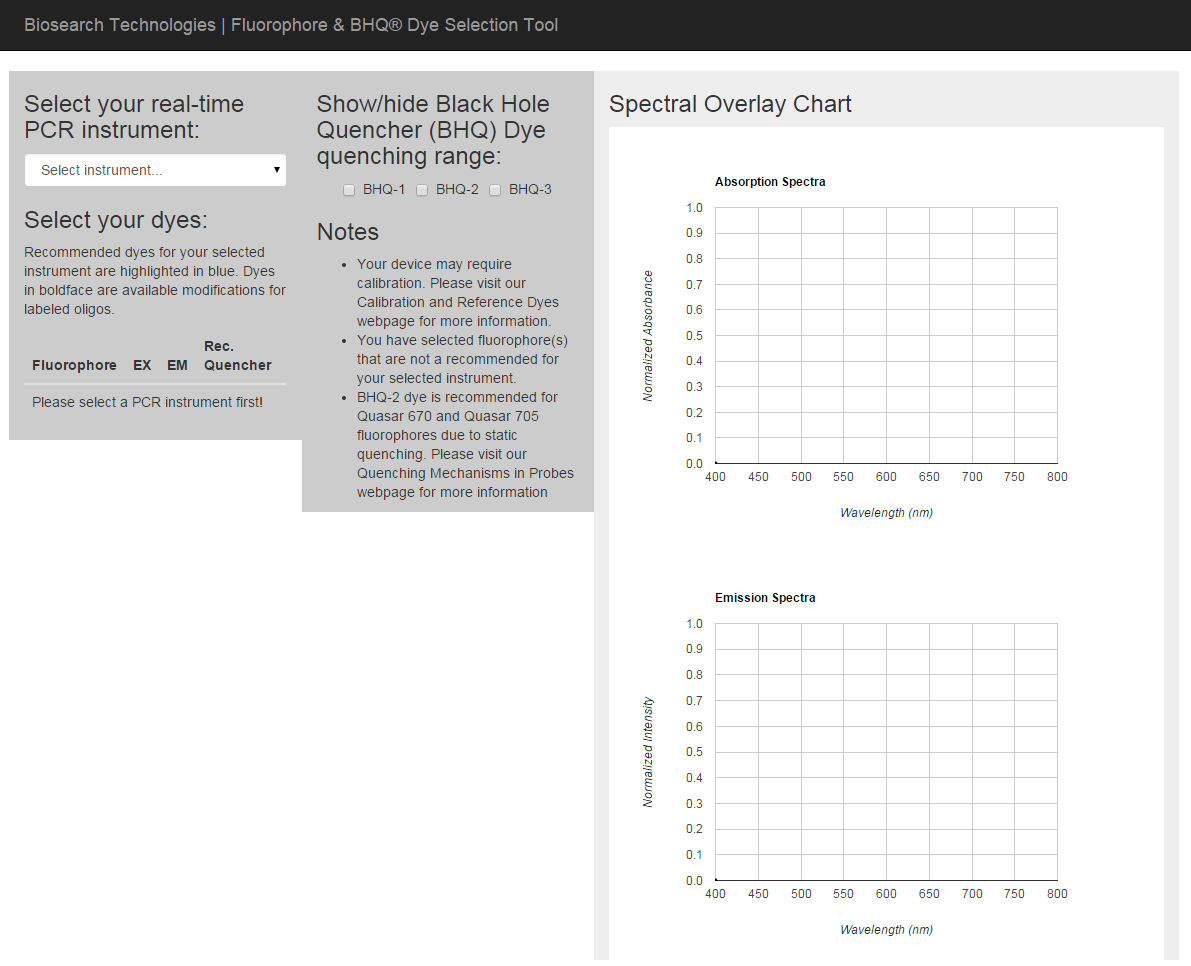 Biosearch Technologies | Fluorophore & BHQ® Dye Selection Tool
Select your real-time
PCR instrument:
Select instrument...
Select your dyes:
Recommended dyes for your selected
instrument are highlighted in blue. Dyes
in boldface are available modifications for
labeled oligos.
Rec.
Fluorophore EX EM Quencher
Please select a PCR instrument first!
Show/hide Black Hole
Quencher (BHQ) Dye
quenching range:
BHQ-1 BHQ-2 BHQ-3
Notes
• Your device may require
calibration. Please visit our
Calibration and Reference Dyes
webpage for more information.
• You have selected fluorophore(s)
that are not a recommended for
your selected instrument.
• BHQ-2 dye is recommended for
Quasar 670 and Quasar 705
fluorophores due to static
quenching. Please visit our
Quenching Mechanisms in Probes
webpage for more information
Spectral Overlay Chart
Absorption Spectra
Normalized Absorbance
1.0
0.9
0.8
0.7
0.6
0.5
0.4
0.3
0.2
0.1
0.0
400 450 500 550 600 650 700 750 800
Wavelength (nm)
Emission Spectra
Normalized Intensity
1.0
0.9
0.8
0.7
0.6
0.5
0.4
0.3
0.2
0.1
0.0
400 450 500 550 600 650 700 750 800
Wavelength (nm)